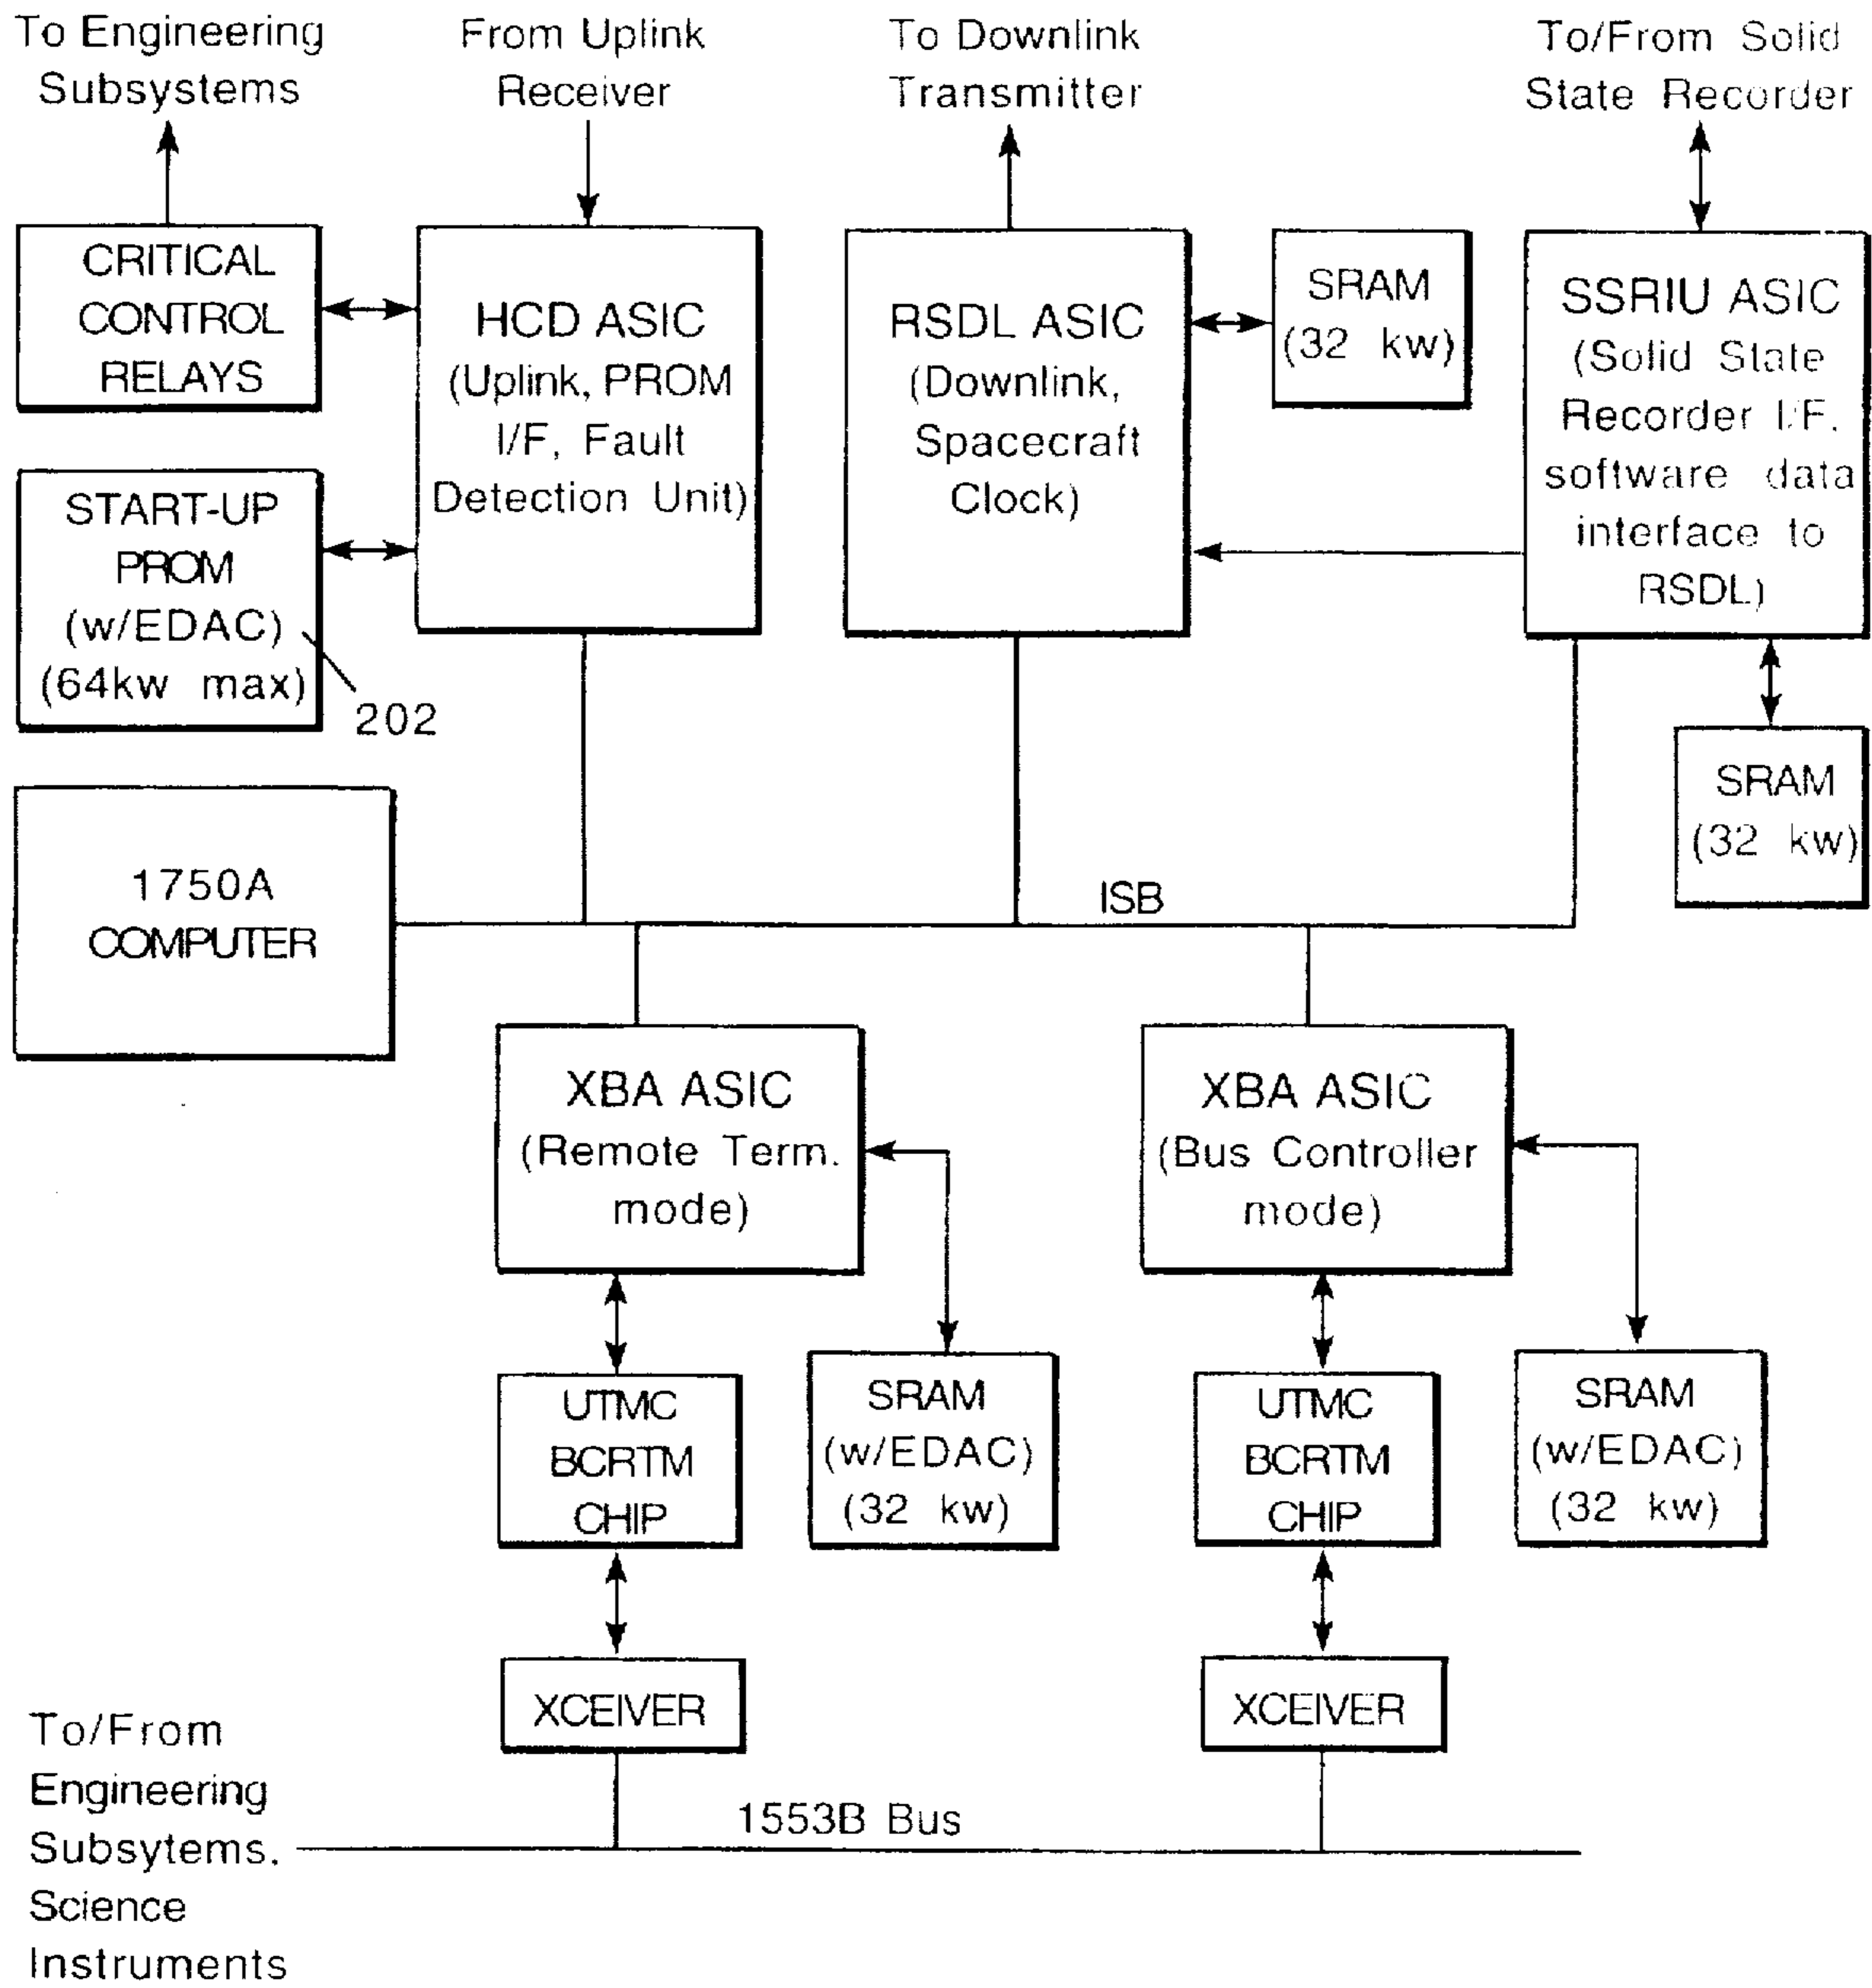 To Engineering
Subsystems
From Uplink
Receiver
To Downlink
Transmitter
To/From Solid
State Recorder
CRITICAL
CONTROL
RELAYS
HCD ASIC
(Uplink, PROM
I/F, Fault
Detection Unit)
RSDL ASIC
(Downlink,
Spacecraft
Clock)
SRAM
(32 kw)
SSRIU ASIC
(Solid State
Recorder I/F,
software data
interface to
RSDL)
START-UP
PROM
(w/EDAC)
(64kw max)
202
SRAM
(32 kw)
1750A
COMPUTER
ISB
XBA ASIC
(Remote Term.
mode)
XBA ASIC
(Bus Controller
mode)
UTMC
BCRTM
CHIP
SRAM
(w/EDAC)
(32 kw)
UTMC
BCRTM
CHIP
SRAM
(w/EDAC)
(32 kw)
XCEIVER
XCEIVER
To/From
Engineering
Subsytems,
Science
Instruments
1553B Bus